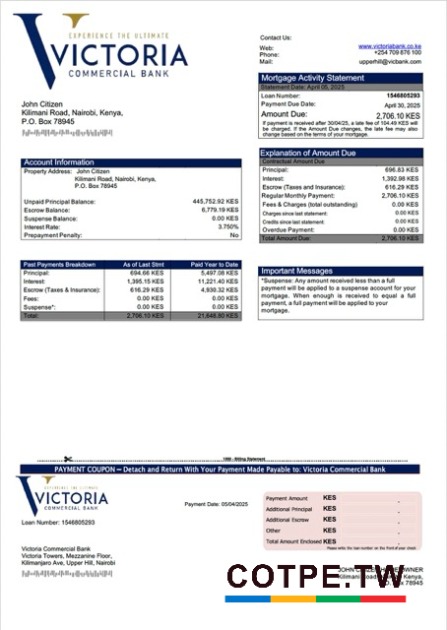 EXPERIENCE THE ULTIMATE
VICTORIA
COMMERCIAL BANK
Contact Us:
Web: www.victoriabank.co.ke
Phone: +254 709 876 100
Mail: upperhill@vicbank.com
John Citizen
Kilimani Road, Nairobi, Kenya,
P.O. Box 78945
Mortgage Activity Statement
Statement Date: April 05, 2025
Loan Number: 1546805293
Payment Due Date: April 30, 2025
Amount Due: 2,706.10 KES
If payment is received after 30/04/25, a late fee of 104.49 KES will
be charged. If the Amount Due changes, the late fee may also
change based on the terms of your mortgage.
Account Information
Property Address: John Citizen
Kilimani Road, Nairobi, Kenya,
P.O. Box 78945
Unpaid Principal Balance: 445,752.92 KES
Escrow Balance: 6,779.19 KES
Suspense Balance: 0.00 KES
Interest Rate: 3.750%
Prepayment Penalty: No
Explanation of Amount Due
Contractual Amount Due
Principal: 696.83 KES
Interest: 1,392.98 KES
Escrow (Taxes and Insurance): 616.29 KES
Regular Monthly Payment: 2,706.10 KES
Fees & Charges (total outstanding) 0.00 KES
Charges since last statement: 0.00 KES
Credits since last statement: 0.00 KES
Overdue Payment: 0.00 KES
Total Amount Due: 2,706.10 KES
Past Payments Breakdown As of Last Stmt Paid Year to Date
Principal: 694.66 KES 5,497.08 KES
Interest: 1,395.15 KES 11,221.40 KES
Escrow (Taxes & Insurance): 616.29 KES 4,930.32 KES
Fees: 0.00 KES 0.00 KES
Suspense*: 0.00 KES 0.00 KES
Total: 2,706.10 KES 21,648.80 KES
Important Messages
*Suspense: Any amount received less than a full
payment will be applied to a suspense account for your
mortgage. When enough is received to equal a full
payment, a full payment will be applied to your
mortgage.
Billing Statement
PAYMENT COUPON – Detach and Return With Your Payment Made Payable to: Victoria Commercial Bank
EXPERIENCE THE ULTIMATE
VICTORIA
COMMERCIAL BANK
Loan Number: 1546805293
Payment Date: 05/04/2025
Payment Amount KES
Additional Principal KES
Additional Escrow KES
Other KES
Total Amount Enclosed KES
Please write the loan number on the front of your check
Victoria Commercial Bank
Victoria Towers, Mezzanine Floor,
Kilimanjaro Ave, Upper Hill, Nairobi
Kilimani Road, Nairobi, Kenya,
78945
COTPE.TW